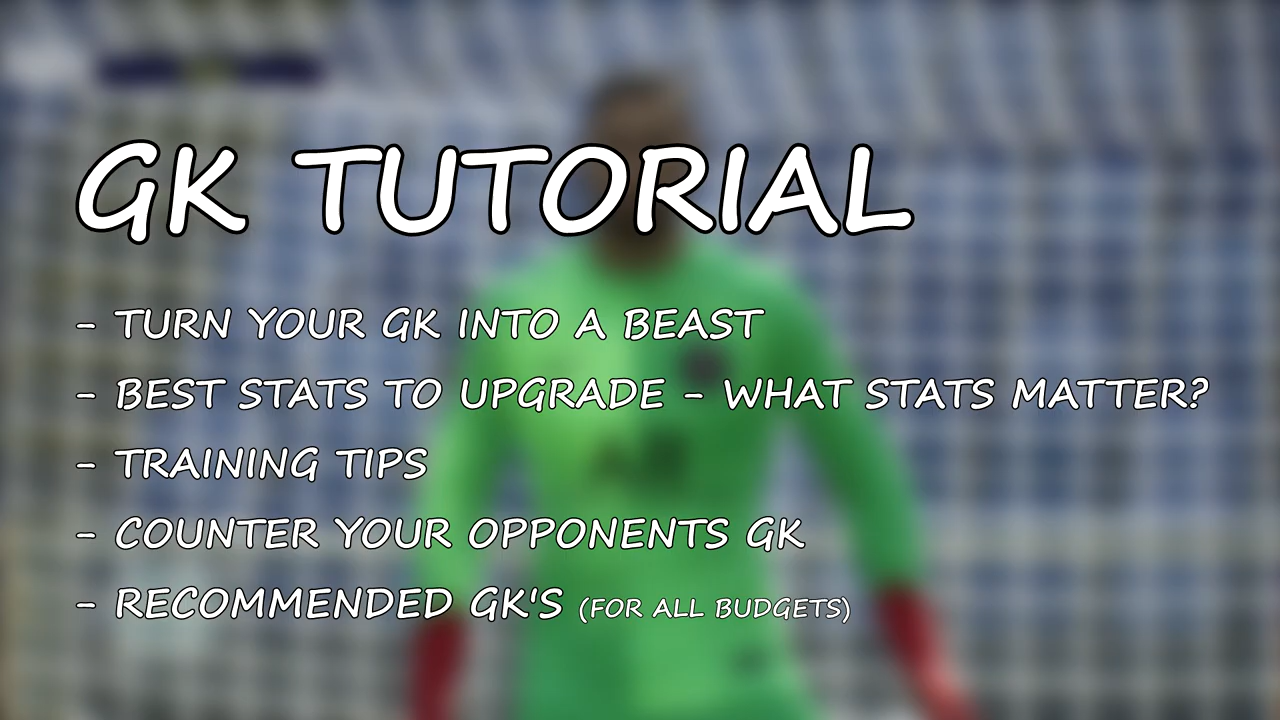 GK TUTORIAL
- TURN YOUR GK INTO A BEAST
- BEST STATS TO UPGRADE - WHAT STATS MATTER?
- TRAINING TIPS
- COUNTER YOUR OPPONENTS GK
- RECOMMENDED GK'S (FOR ALL BUDGETS)